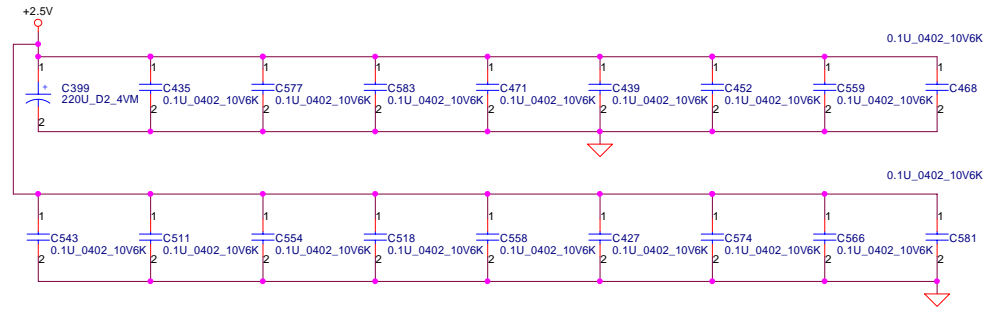 +2.5V
0.1U_0402_10V6K
1 1 1 1 1 1 1 1 1
+ C399 C435 C577 C583 C471 C439 C452 C559 C468
220U_D2_4VM 0.1U_0402_10V6K 0.1U_0402_10V6K 0.1U_0402_10V6K 0.1U_0402_10V6K 0.1U_0402_10V6K 0.1U_0402_10V6K 0.1U_0402_10V6K
2 2 2 2 2 2 2 2 2
0.1U_0402_10V6K
1 1 1 1 1 1 1 1 1
C543 C511 C554 C518 C558 C427 C574 C566 C581
0.1U_0402_10V6K 0.1U_0402_10V6K 0.1U_0402_10V6K 0.1U_0402_10V6K 0.1U_0402_10V6K 0.1U_0402_10V6K 0.1U_0402_10V6K 0.1U_0402_10V6K
2 2 2 2 2 2 2 2 2